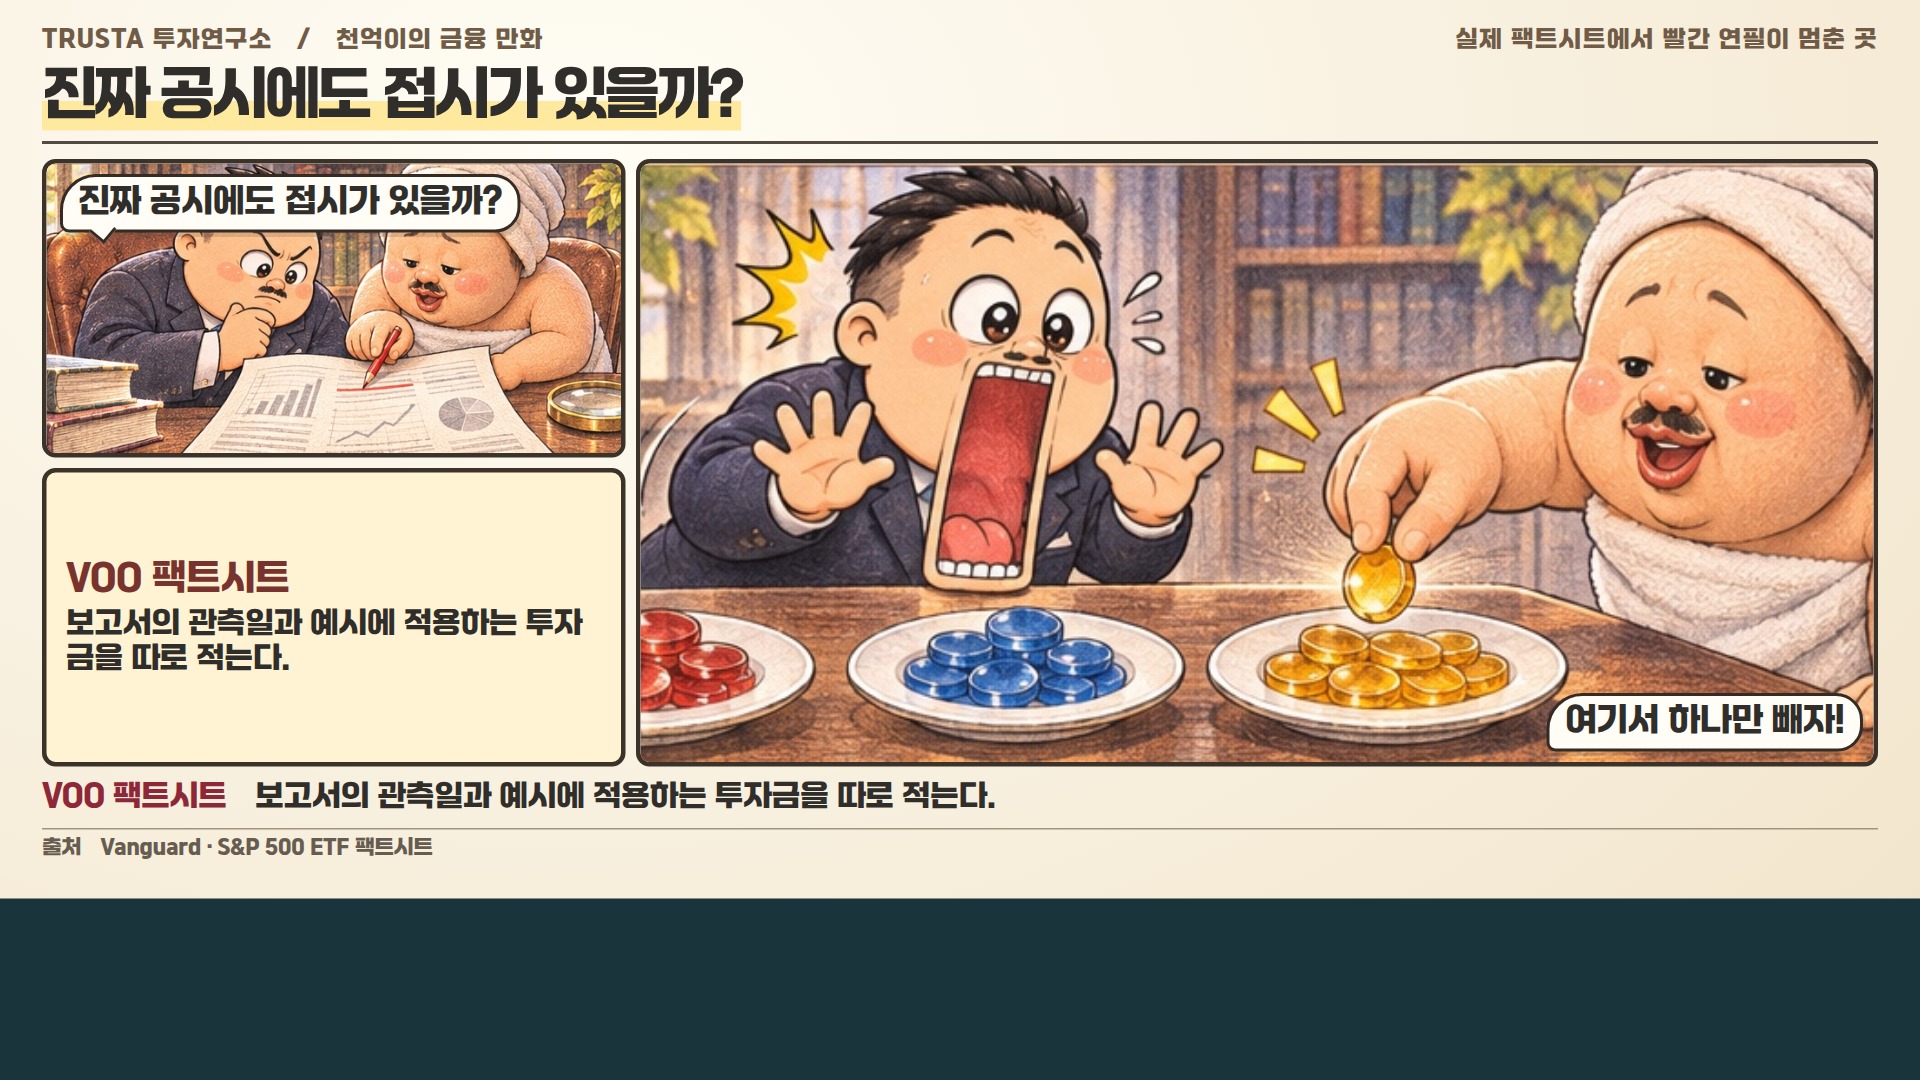 TRUSTA 투자연구소 / 천억이의 금융 만화
실제 팩트시트에서 빨간 연필이 멈춘 곳
진짜 공시에도 접시가 있을까?
진짜 공시에도 접시가 있을까?
VOO 팩트시트
보고서의 관측일과 예시에 적용하는 투자
금을 따로 적는다.
여기서 하나만 빼자!
VOO 팩트시트 보고서의 관측일과 예시에 적용하는 투자금을 따로 적는다.
출처 Vanguard · S&P 500 ETF 팩트시트